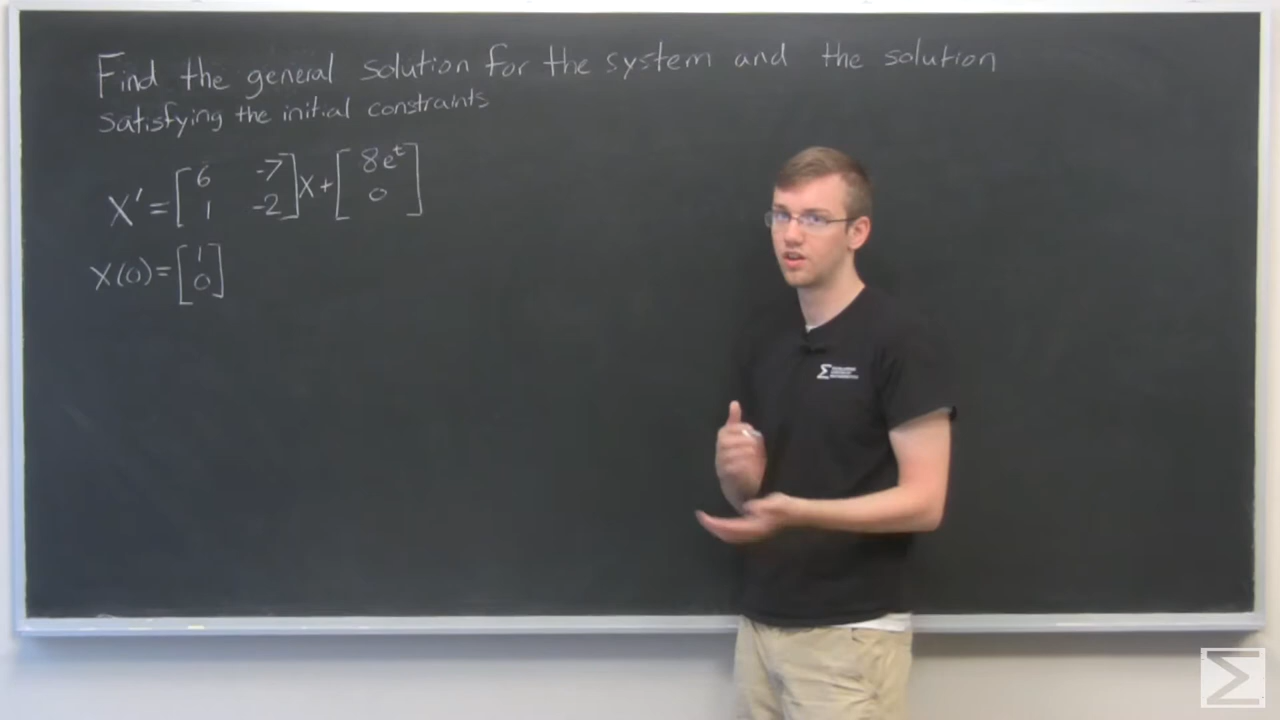 Find the general solution for the system and the solution
satisfying the initial constraints
X' = [6 -7; 1 -2] X + [8e^t; 0]
X(0) = [1; 0]
Σ
Σ